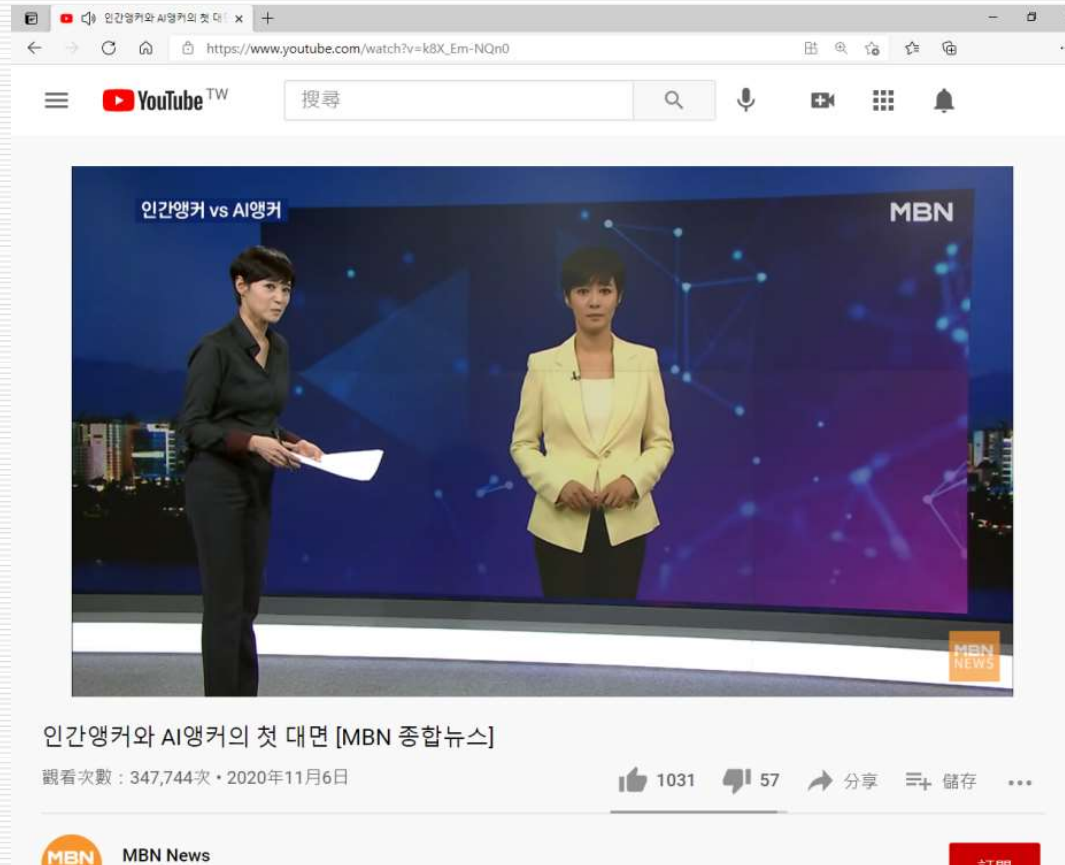 인간앵커와 AI앵커의 첫 대
https://www.youtube.com/watch?v=k8X_Em-NQn0
YouTube TW
搜尋
인간앵커 vs AI앵커
MBN
MBN NEWS
인간앵커와 AI앵커의 첫 대면 [MBN 종합뉴스]
觀看次數：347,744次 • 2020年11月6日
1031 57 分享 儲存
MBN
MBN News
訂閱